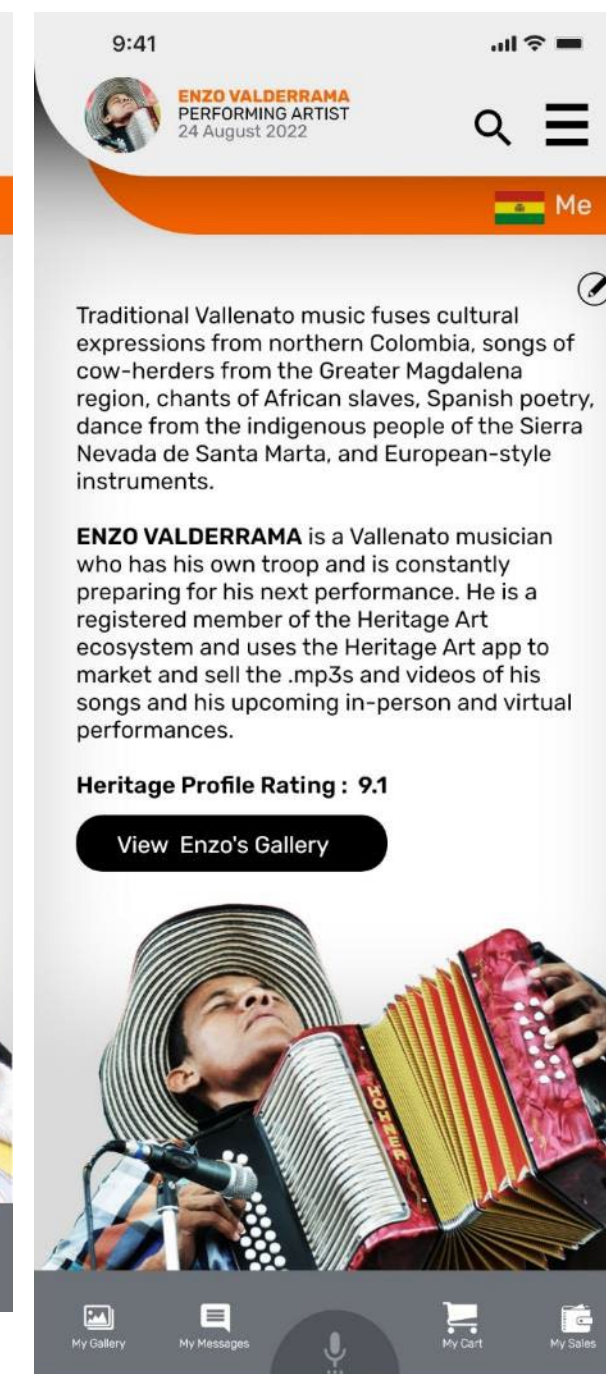 9:41
ENZO VALDERRAMA
PERFORMING ARTIST
24 August 2022
Me
Traditional Vallenato music fuses cultural
expressions from northern Colombia, songs of
cow-herders from the Greater Magdalena
region, chants of African slaves, Spanish poetry,
dance from the indigenous people of the Sierra
Nevada de Santa Marta, and European-style
instruments.
ENZO VALDERRAMA is a Vallenato musician
who has his own troop and is constantly
preparing for his next performance. He is a
registered member of the Heritage Art
ecosystem and uses the Heritage Art app to
market and sell the .mp3s and videos of his
songs and his upcoming in-person and virtual
performances.
Heritage Profile Rating : 9.1
View Enzo's Gallery
HOHNER
My Gallery
My Messages
My Cart
My Sales